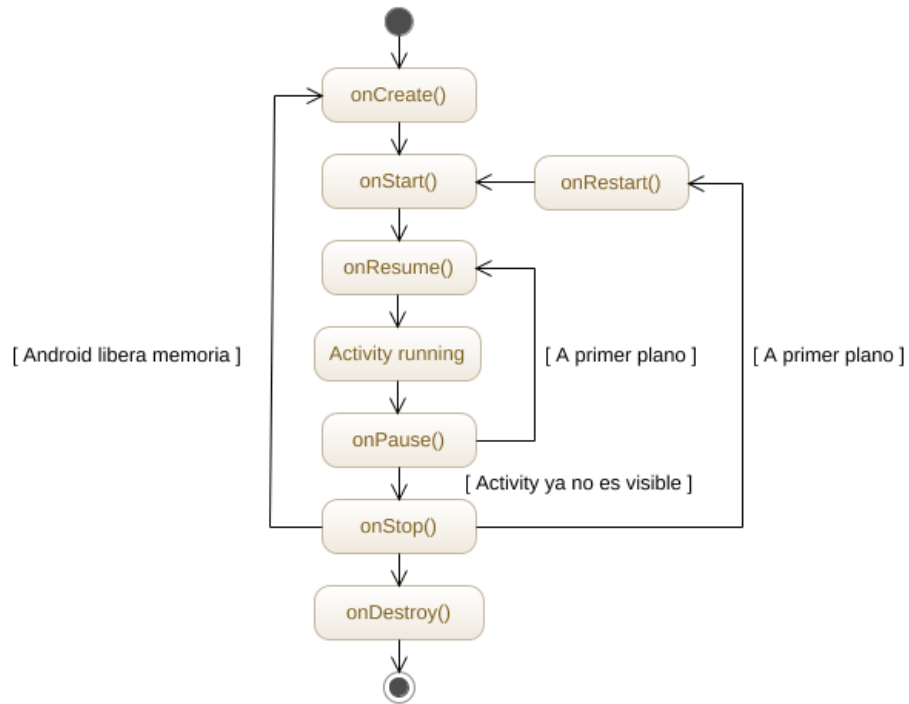 onCreate()
onStart()
onRestart()
onResume()
[ Android libera memoria ]
Activity running
[ A primer plano ]
[ A primer plano ]
onPause()
[ Activity ya no es visible ]
onStop()
onDestroy()